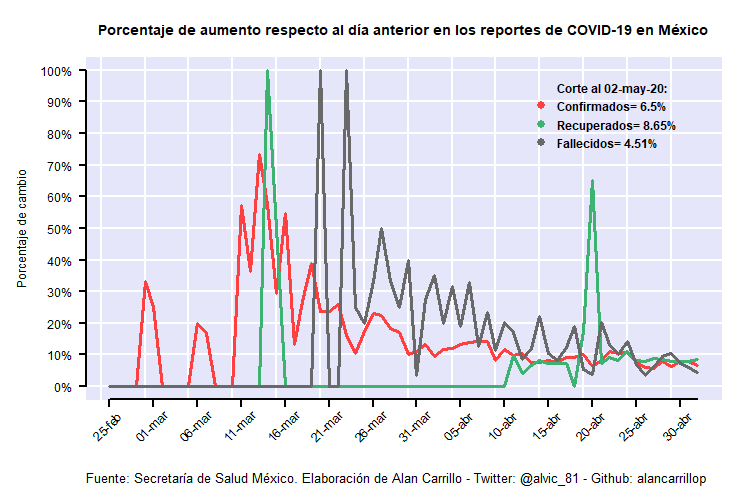 Porcentaje de aumento respecto al día anterior en los reportes de COVID-19 en México
Corte al 02-may-20:
Confirmados= 6.5%
Recuperados= 8.65%
Fallecidos= 4.51%
Porcentaje de cambio
100%
90%
80%
70%
60%
50%
40%
30%
20%
10%
0%
25-feb
01-mar
06-mar
11-mar
16-mar
21-mar
26-mar
31-mar
05-abr
10-abr
15-abr
20-abr
25-abr
30-abr
Fuente: Secretaría de Salud México. Elaboración de Alan Carrillo - Twitter: @alvic_81 - Github: alancarrillop